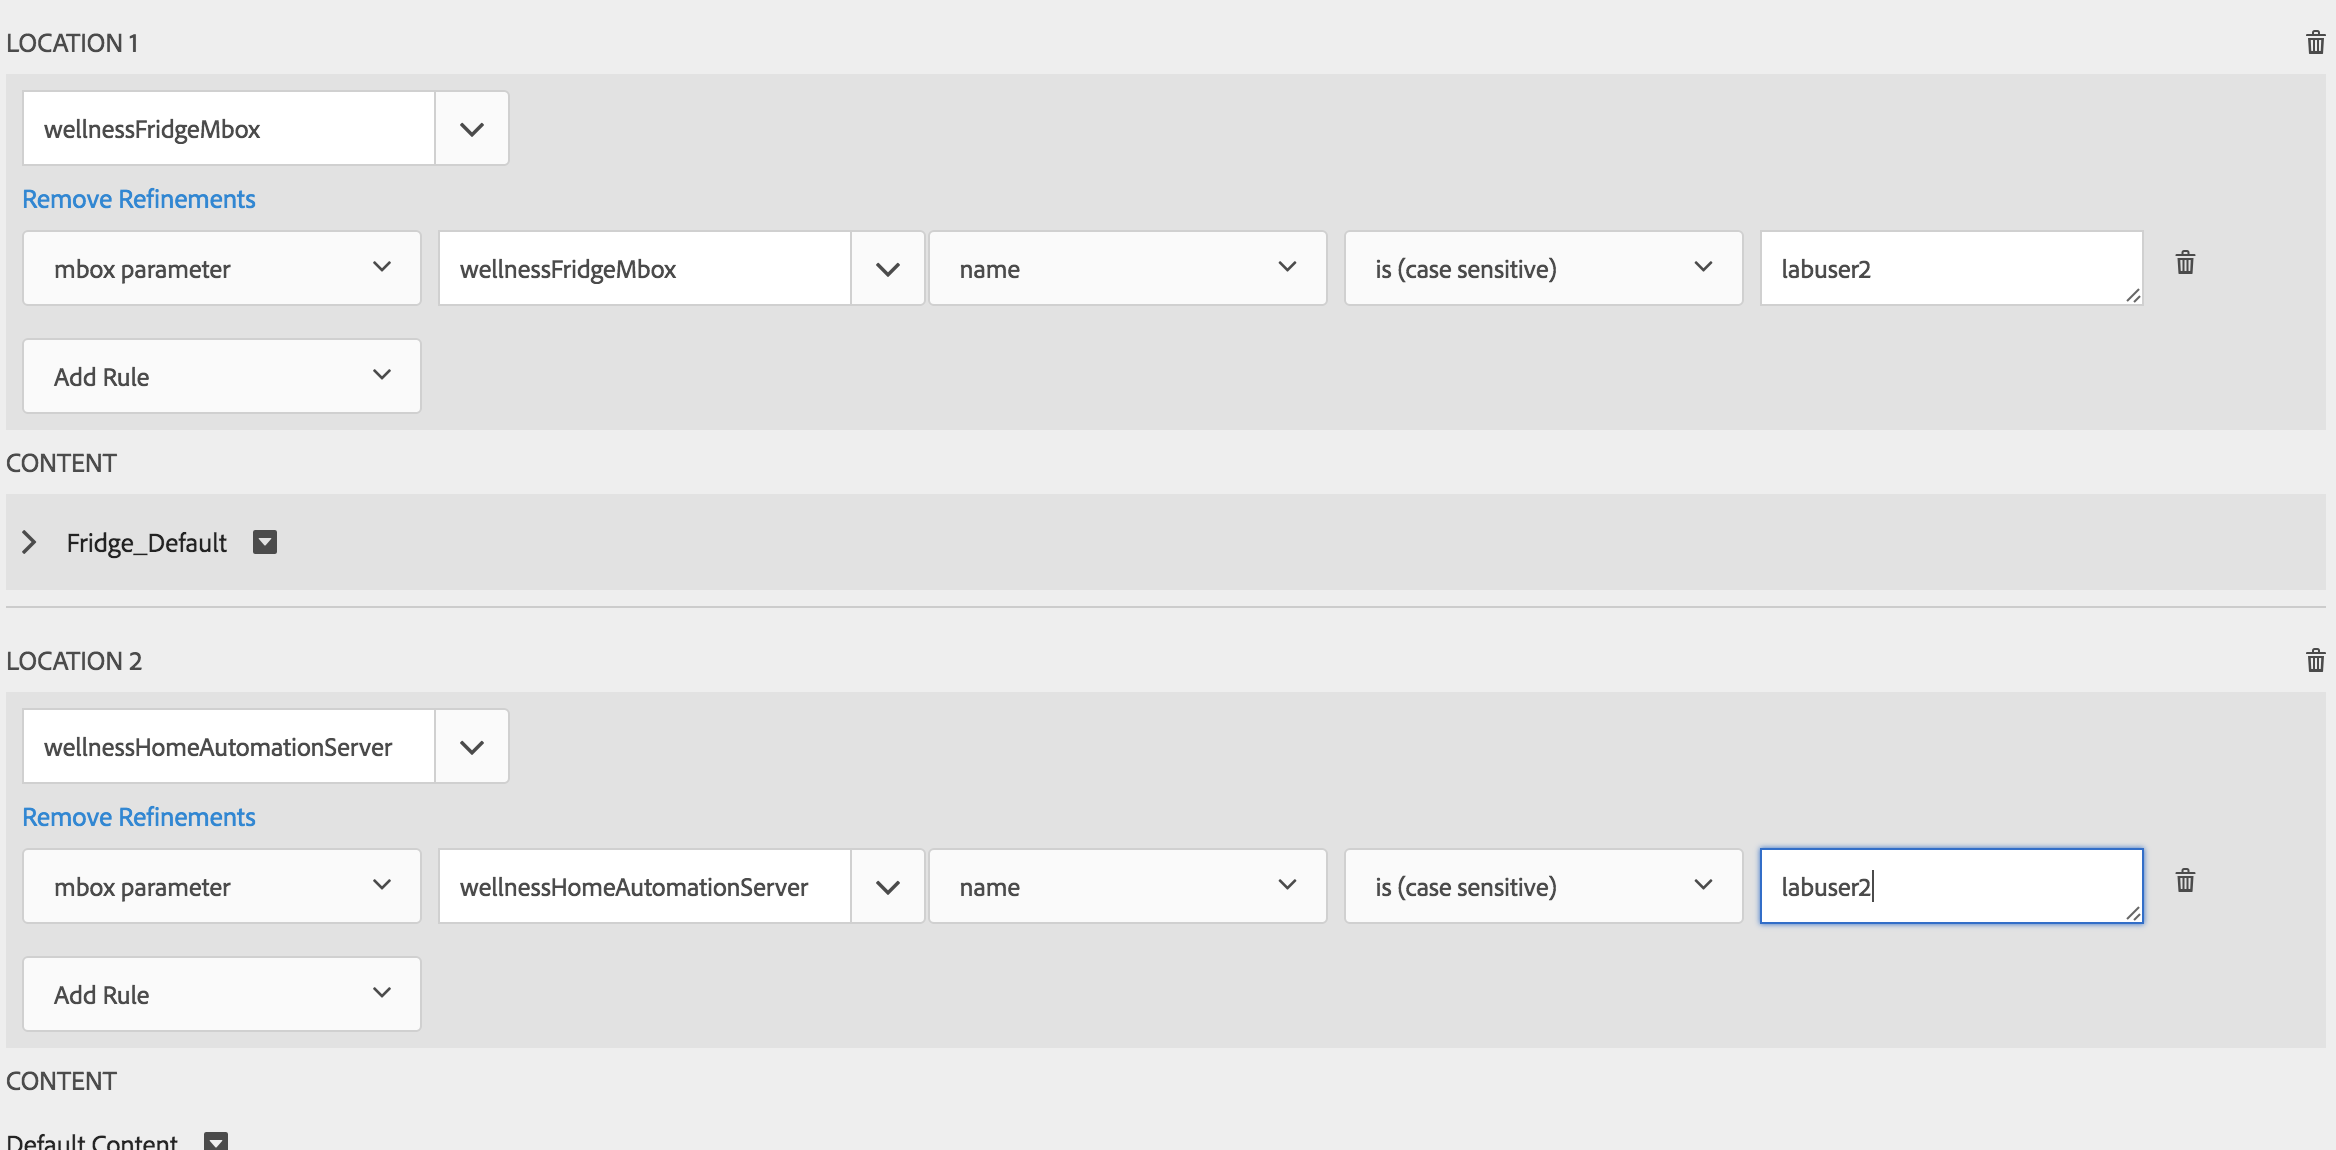 LOCATION 1
wellnessFridgeMbox
Remove Refinements
mbox parameter wellnessFridgeMbox name is (case sensitive) labuser2
Add Rule
CONTENT
Fridge_Default
LOCATION 2
wellnessHomeAutomationServer
Remove Refinements
mbox parameter wellnessHomeAutomationServer name is (case sensitive) labuser2
Add Rule
CONTENT
Default Content